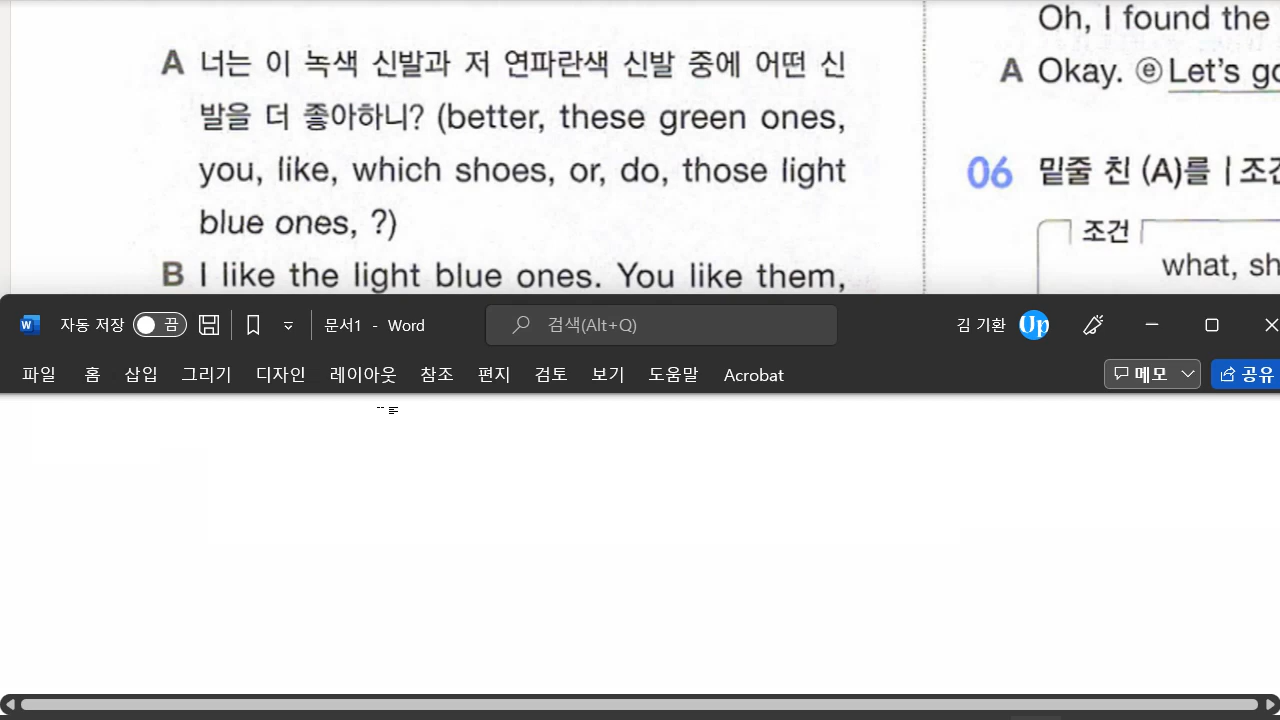 A 너는 이 녹색 신발과 저 연파란색 신발 중에 어떤 신
발을 더 좋아하니? (better, these green ones,
you, like, which shoes, or, do, those light
blue ones, ?)
B I like the light blue ones. You like them,
Oh, I found the
A Okay. ⓔ Let's go
06 밑줄 친 (A)를 | 조건
조건
what, sh
자동 저장 끔 문서1 - Word 검색(Alt+Q) 김 기환 Up
파일 홈 삽입 그리기 디자인 레이아웃 참조 편지 검토 보기 도움말 Acrobat 메모 공유